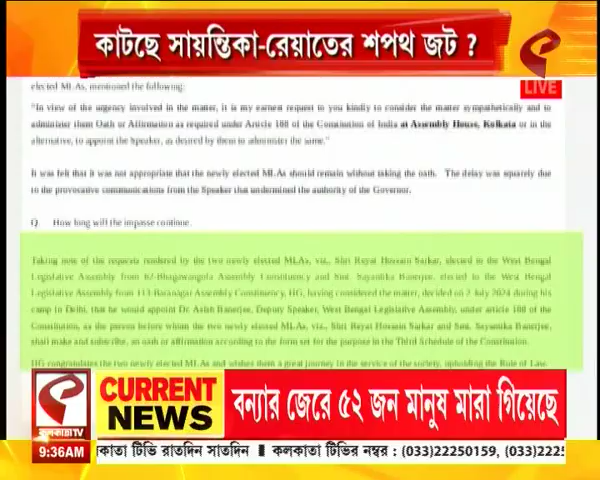 কাটছে সায়ন্তিকা-রেয়াতের শপথ জট ?
LIVE
elected MLAs, mentioned the following:
"In view of the urgency involved in the matter, it is my earnest request to you kindly to consider the matter sympathetically and to
administer them Oath or Affirmation as required under Article 188 of the Constitution of India at Assembly House, Kolkata or in the
alternative, to appoint the Speaker, as desired by them to administer the same."
It was felt that it was not appropriate that the newly elected MLAs should remain without taking the oath. The delay was squarely due
to the provocative communications from the Speaker that undermined the authority of the Governor.
Q. How long will the impasse continue
Taking note of the requests rendered by the two newly elected MLAs, viz., Shri Reyat Hossain Sarkar, elected to the West Bengal
Legislative Assembly from 62-Bhagawangola Assembly Constituency and Smt. Sayantika Banerjee, elected to the West Bengal
Legislative Assembly from 113-Baranagar Assembly Constituency, HG, having considered the matter, decided on 2 July 2024 during his
camp in Delhi, that he would appoint Dr Asish Banerjee, Deputy Speaker, West Bengal Legislative Assembly, under article 188 of the
Constitution, as the person before whom the two newly elected MLAs, viz., Shri Reyat Hossain Sarkar and Smt. Sayantika Banerjee,
shall make and subscribe, an oath or affirmation according to the form set for the purpose in the Third Schedule of the Constitution.
HG congratulates the two newly elected MLAs and wishes them a great journey in the service of the society, upholding the Rule of Law.
কলকাতা TV
CURRENT
NEWS
বন্যার জেরে ৫২ জন মানুষ মারা গিয়েছে
9:36AM
কাতা টিভি রাতদিন সাতদিন ॥ কলকাতা টিভির নম্বর : (033)22250159, (033)2225